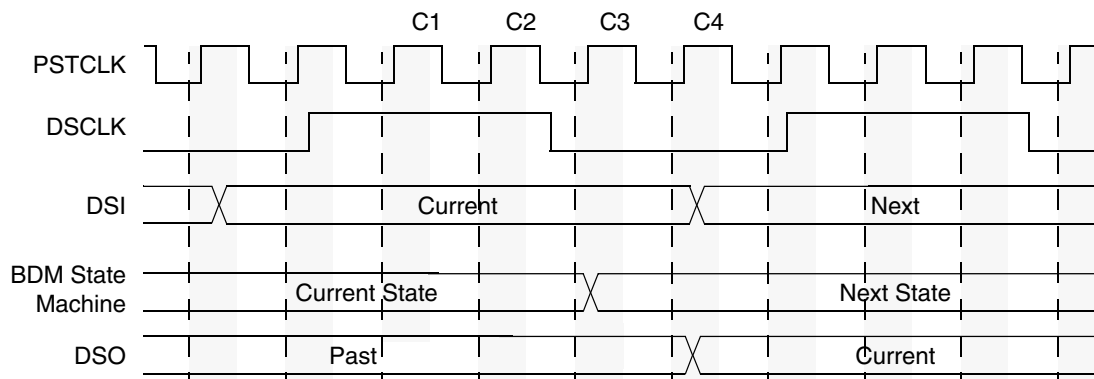 C1 C2 C3 C4
PSTCLK
DSCLK
DSI Current Next
BDM State
Machine Current State Next State
DSO Past Current